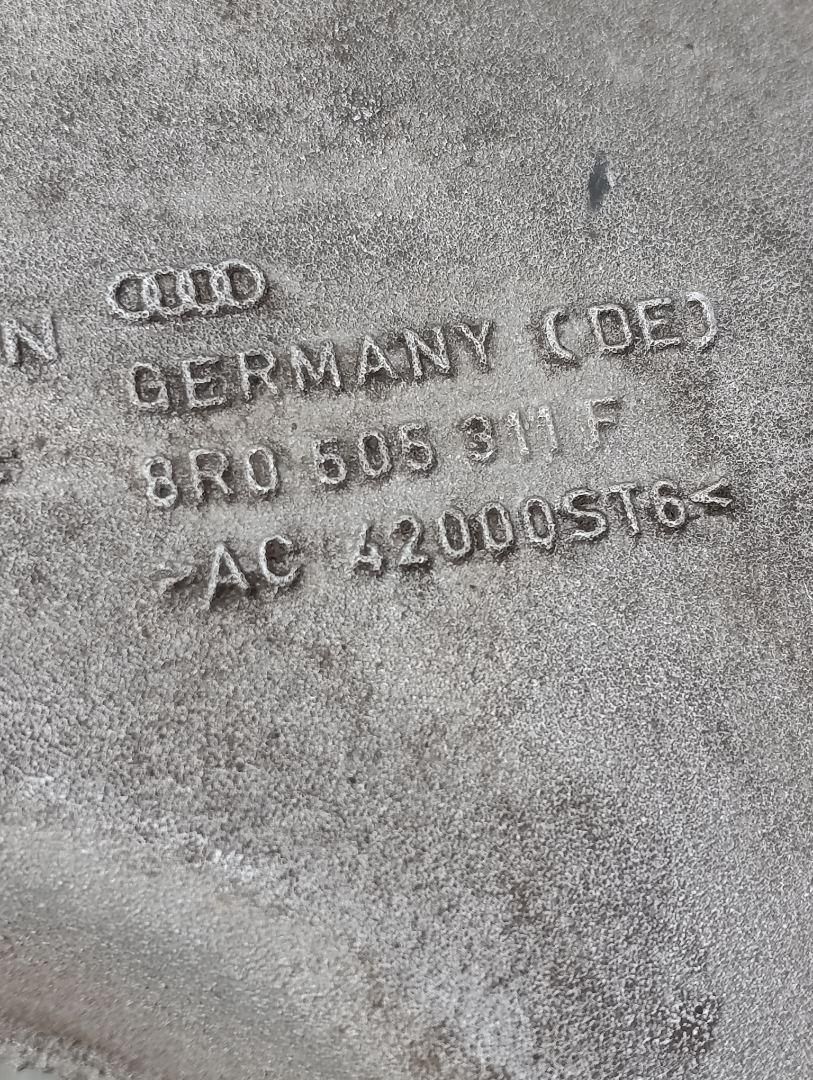 N
GERMANY (DE)
8R0 505 311 F
>AC 42000ST6<